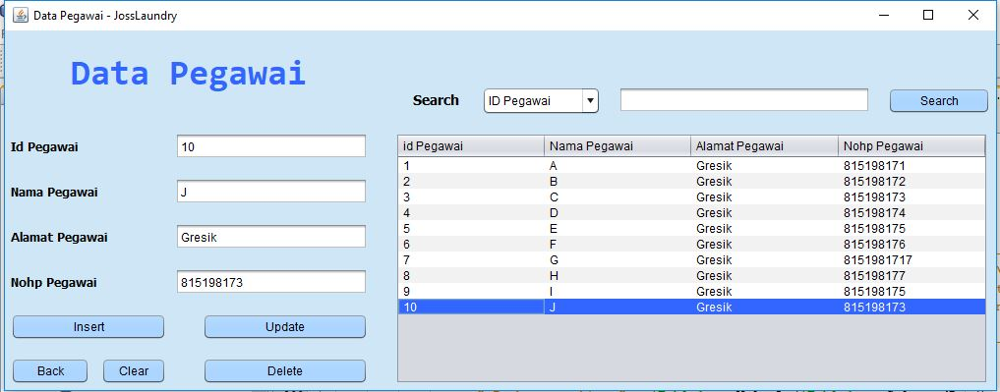 Data Pegawai - JossLaundry
Data Pegawai
Search ID Pegawai Search
Id Pegawai 10
Nama Pegawai J
Alamat Pegawai Gresik
Nohp Pegawai 815198173
Insert Update
Back Clear Delete
id Pegawai Nama Pegawai Alamat Pegawai Nohp Pegawai
1 A Gresik 815198171
2 B Gresik 815198172
3 C Gresik 815198173
4 D Gresik 815198174
5 E Gresik 815198175
6 F Gresik 815198176
7 G Gresik 8151981717
8 H Gresik 815198177
9 I Gresik 815198175
10 J Gresik 815198173